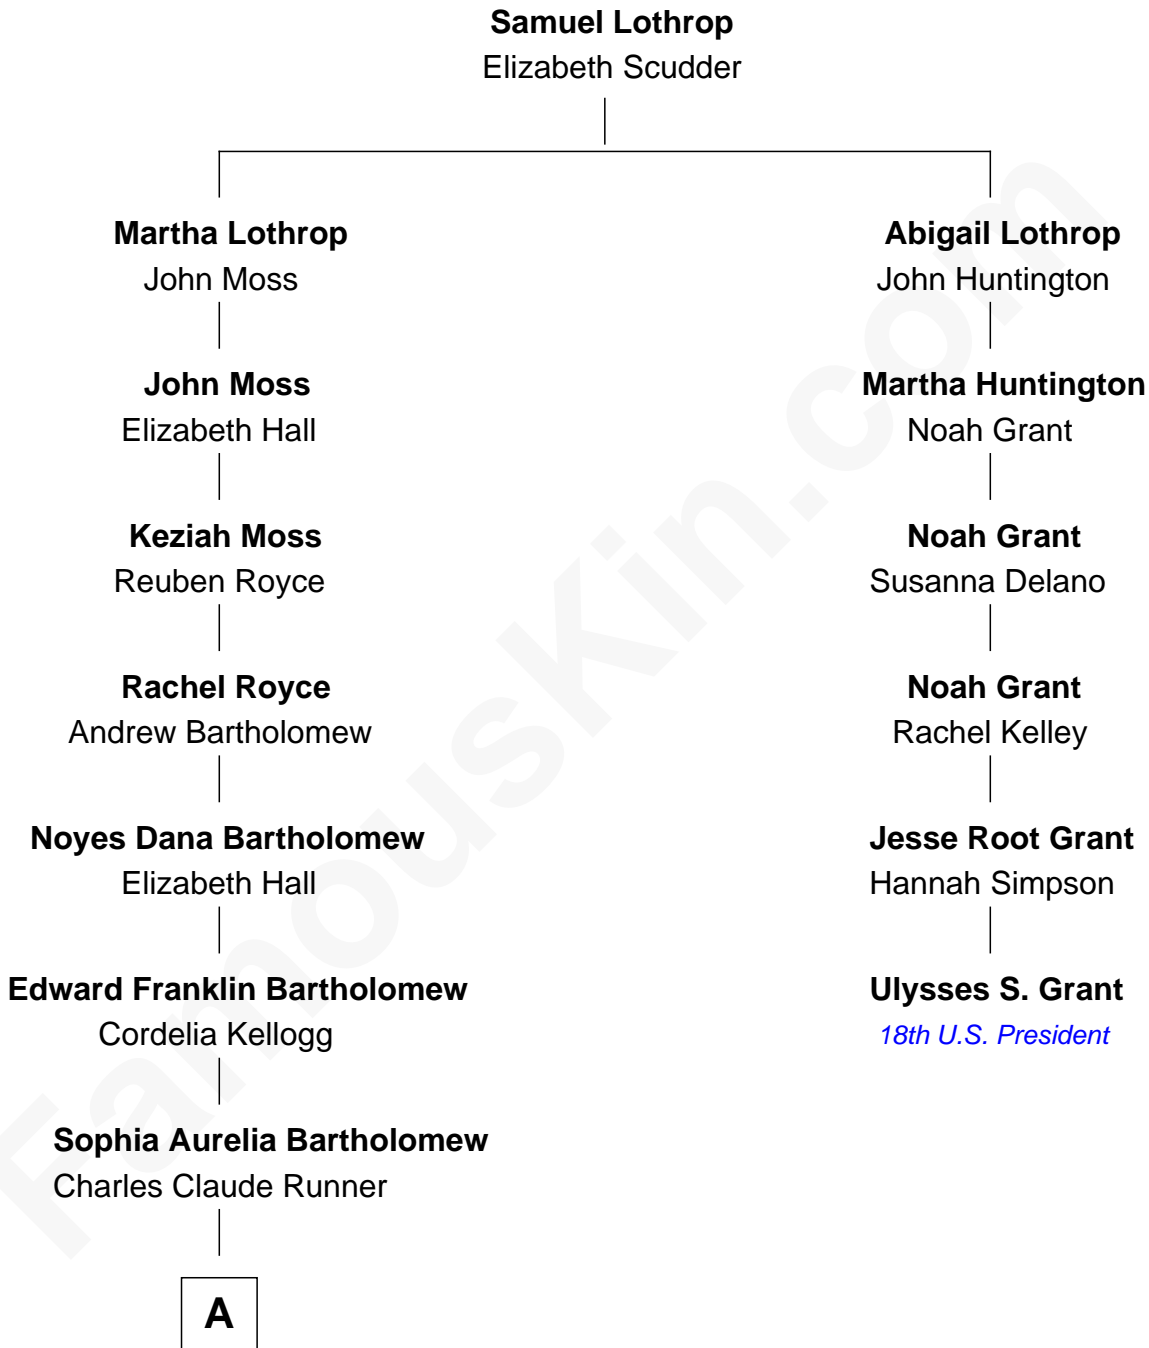 Samuel Lothrop
Elizabeth Scudder
Martha Lothrop
John Moss
Abigail Lothrop
John Huntington
John Moss
Elizabeth Hall
Martha Huntington
Noah Grant
Keziah Moss
Reuben Royce
Noah Grant
Susanna Delano
Rachel Royce
Andrew Bartholomew
Noah Grant
Rachel Kelley
Noyes Dana Bartholomew
Elizabeth Hall
Jesse Root Grant
Hannah Simpson
Edward Franklin Bartholomew
Cordelia Kellogg
Ulysses S. Grant
18th U.S. President
Sophia Aurelia Bartholomew
Charles Claude Runner
A
FamousKin.com